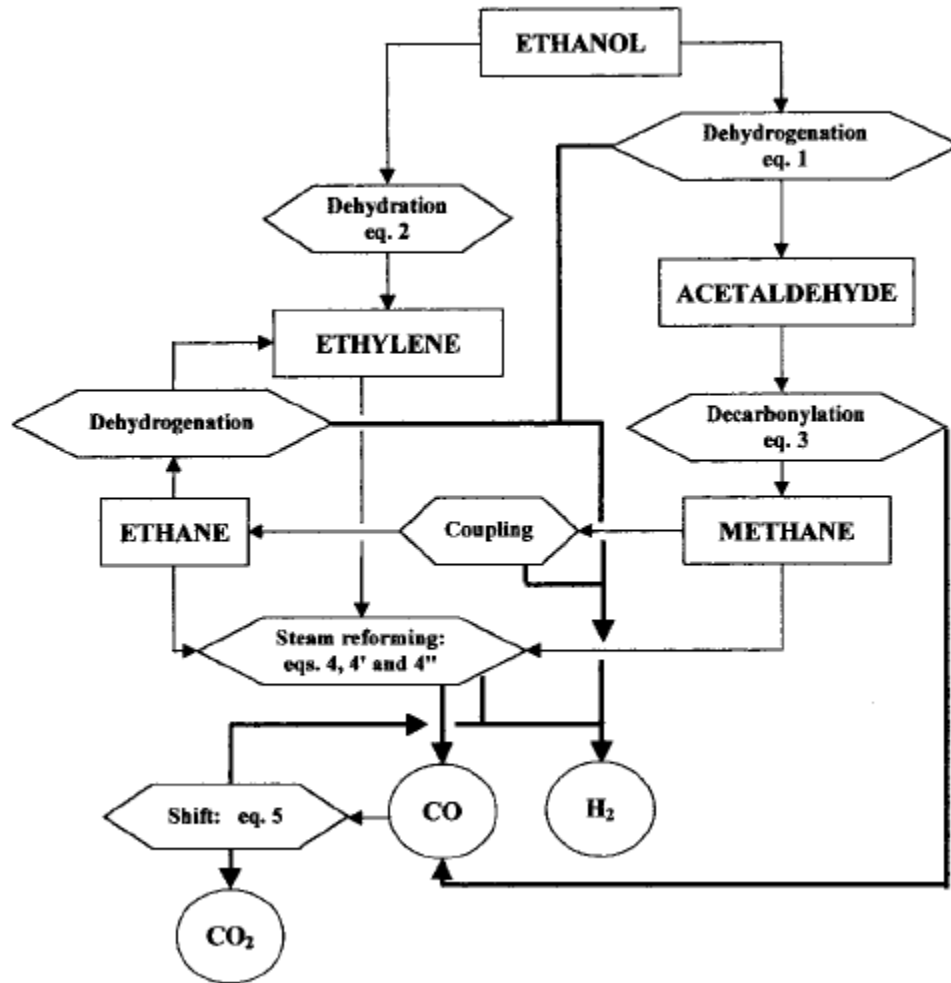 ETHANOL
Dehydrogenation
eq. 1
Dehydration
eq. 2
ACETALDEHYDE
ETHYLENE
Dehydrogenation
Decarbonylation
eq. 3
ETHANE
Coupling
METHANE
Steam reforming:
eqs. 4, 4' and 4"
Shift: eq. 5
CO
H₂
CO₂